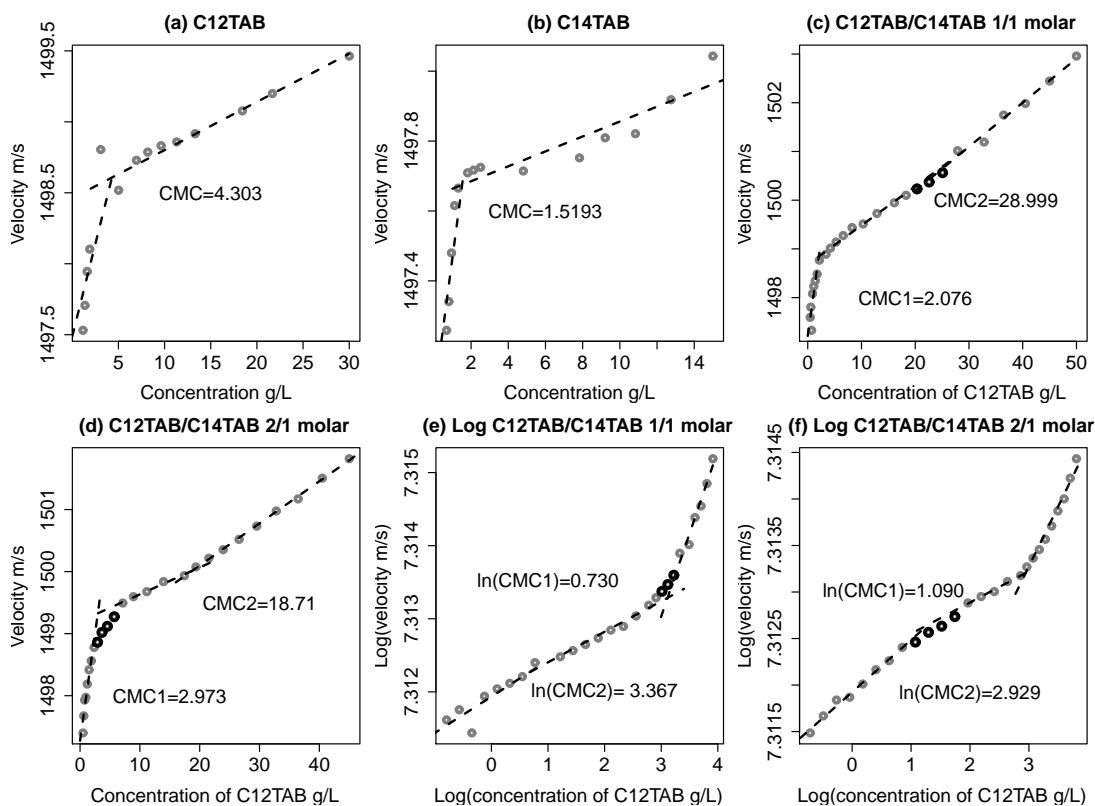 (a) C12TAB
1499.5
1498.5
1497.5
Velocity m/s
CMC=4.303
5 10 15 20 25 30
Concentration g/L
(b) C14TAB
1497.8
1497.4
Velocity m/s
CMC=1.5193
2 4 6 8 10 14
Concentration g/L
(c) C12TAB/C14TAB 1/1 molar
1502
1500
1498
Velocity m/s
CMC2=28.999
CMC1=2.076
0 10 20 30 40 50
Concentration of C12TAB g/L
(d) C12TAB/C14TAB 2/1 molar
1501
1500
1499
1498
Velocity m/s
CMC2=18.71
CMC1=2.973
0 10 20 30 40
Concentration of C12TAB g/L
(e) Log C12TAB/C14TAB 1/1 molar
7.315
7.314
7.313
7.312
Log(velocity m/s)
ln(CMC1)=0.730
ln(CMC2)= 3.367
0 1 2 3 4
Log(concentration of C12TAB g/L)
(f) Log C12TAB/C14TAB 2/1 molar
7.3145
7.3135
7.3125
7.3115
Log(velocity m/s)
ln(CMC1)=1.090
ln(CMC2)=2.929
0 1 2 3
Log(concentration of C12TAB g/L)